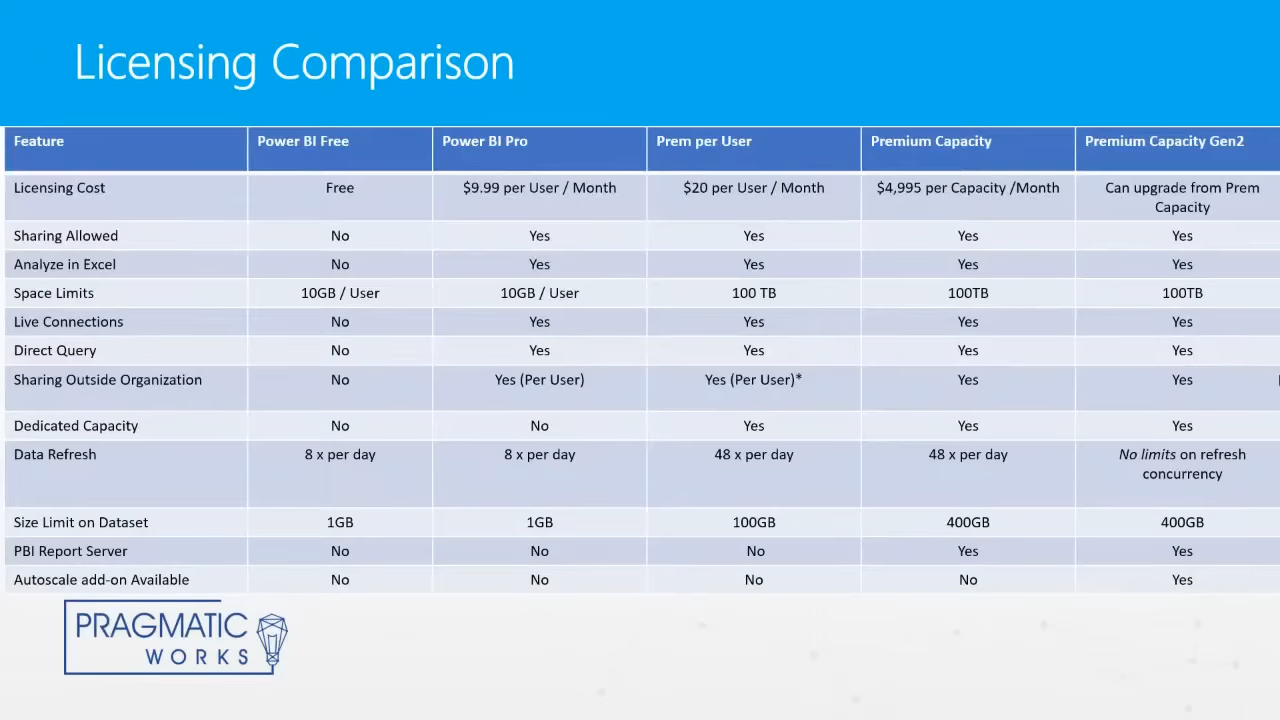 Licensing Comparison
Feature Power BI Free Power BI Pro Prem per User Premium Capacity Premium Capacity Gen2
Licensing Cost Free $9.99 per User / Month $20 per User / Month $4,995 per Capacity /Month Can upgrade from Prem
Capacity
Sharing Allowed No Yes Yes Yes Yes
Analyze in Excel No Yes Yes Yes Yes
Space Limits 10GB / User 10GB / User 100 TB 100TB 100TB
Live Connections No Yes Yes Yes Yes
Direct Query No Yes Yes Yes Yes
Sharing Outside Organization No Yes (Per User) Yes (Per User)* Yes Yes
Dedicated Capacity No No Yes Yes Yes
Data Refresh 8 x per day 8 x per day 48 x per day 48 x per day No limits on refresh
concurrency
Size Limit on Dataset 1GB 1GB 100GB 400GB 400GB
PBI Report Server No No No Yes Yes
Autoscale add-on Available No No No No Yes
PRAGMATIC
WORKS